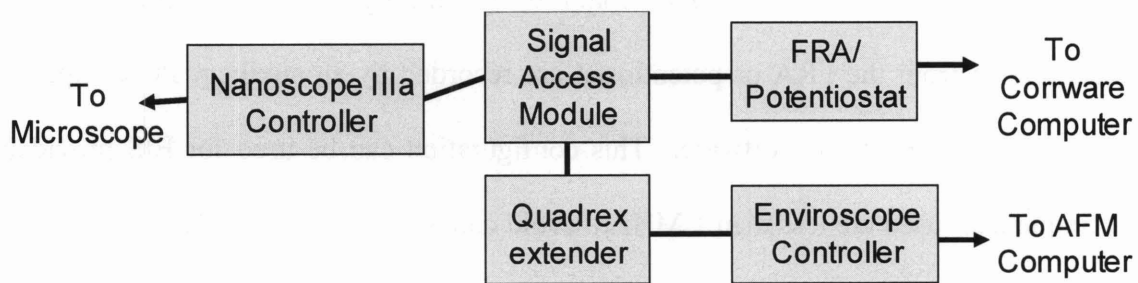 Signal
Access
Module
FRA/
Potentiostat
To
Corrware
Computer
Nanoscope IIIa
Controller
To
Microscope
Quadrex
extender
Enviroscope
Controller
To AFM
Computer